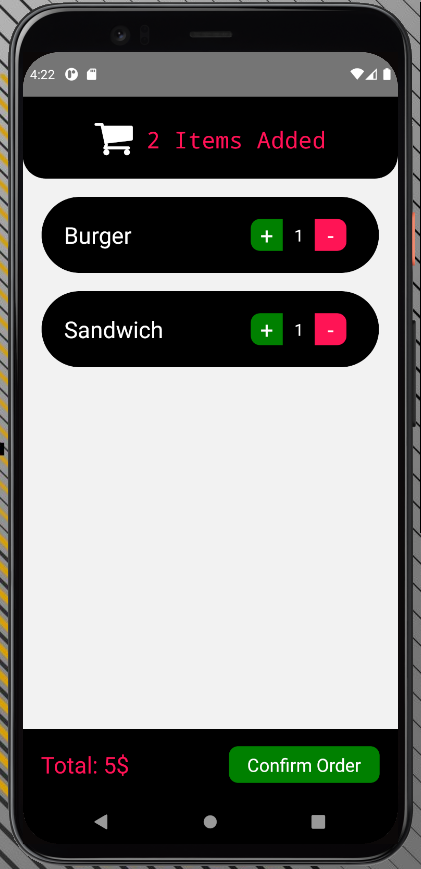 4:22
2 Items Added
Burger + 1 -
Sandwich + 1 -
Total: 5$ Confirm Order